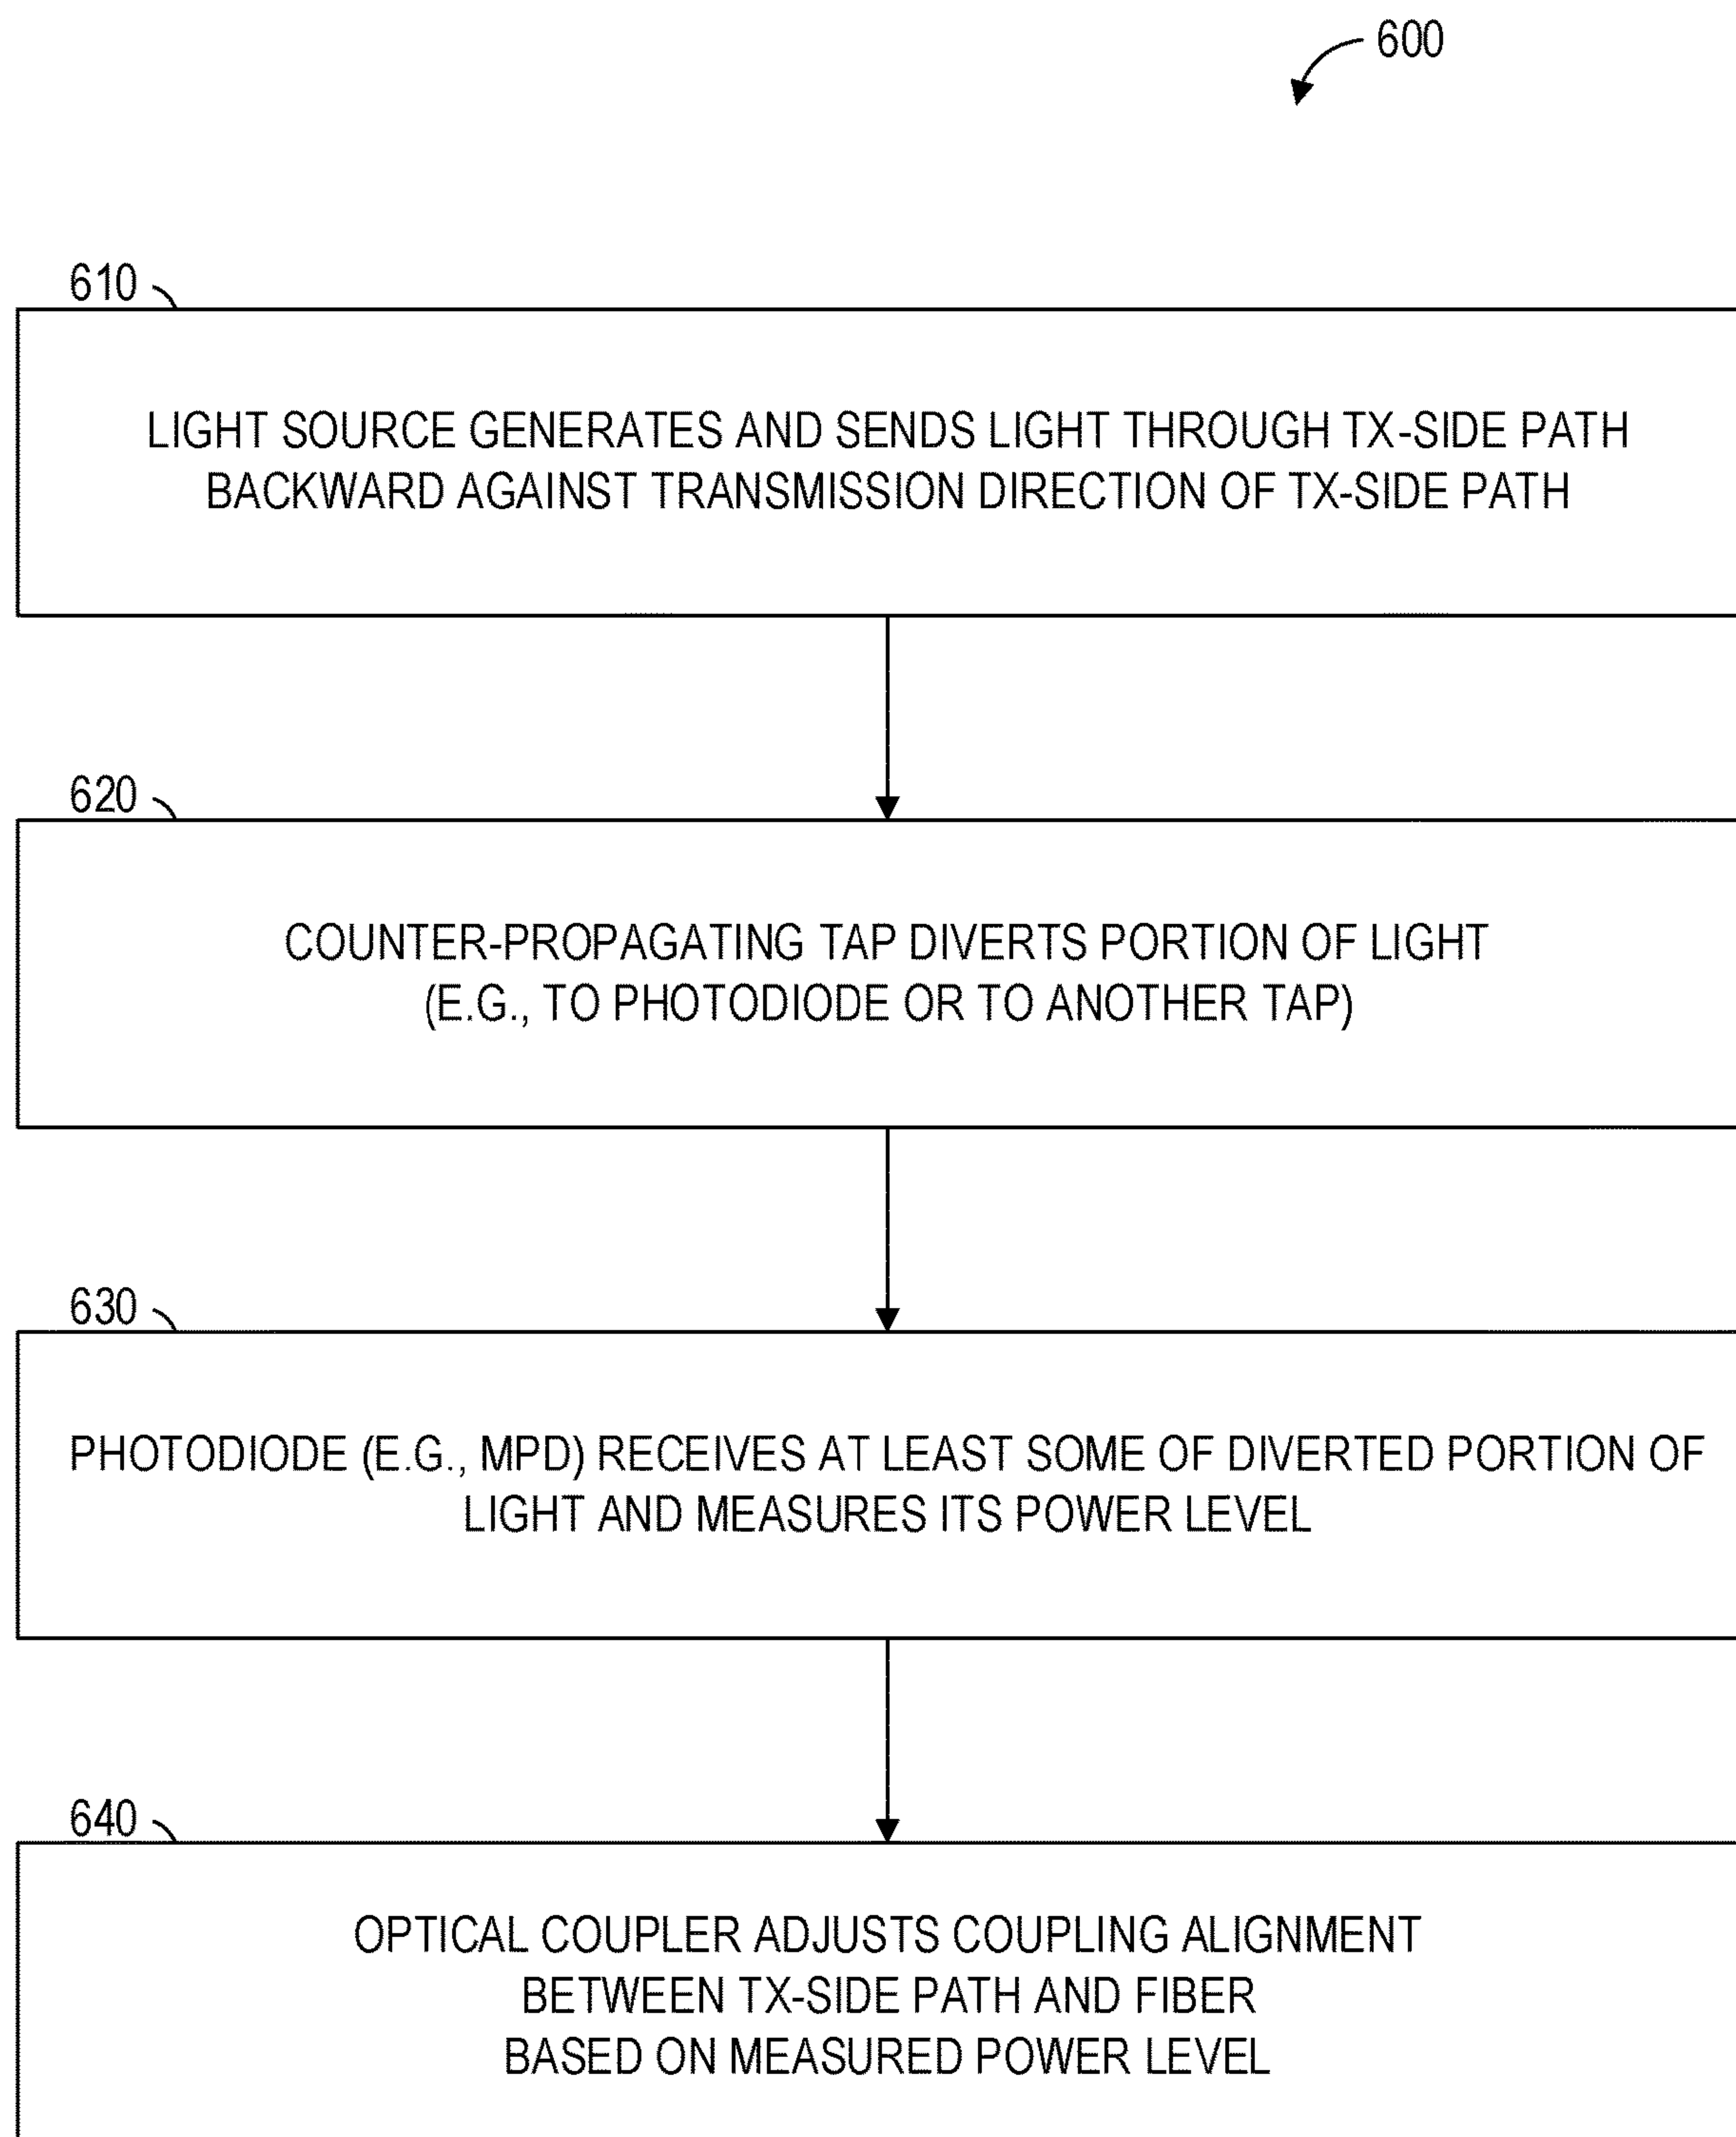 600
610
LIGHT SOURCE GENERATES AND SENDS LIGHT THROUGH TX-SIDE PATH
BACKWARD AGAINST TRANSMISSION DIRECTION OF TX-SIDE PATH
620
COUNTER-PROPAGATING TAP DIVERTS PORTION OF LIGHT
(E.G., TO PHOTODIODE OR TO ANOTHER TAP)
630
PHOTODIODE (E.G., MPD) RECEIVES AT LEAST SOME OF DIVERTED PORTION OF
LIGHT AND MEASURES ITS POWER LEVEL
640
OPTICAL COUPLER ADJUSTS COUPLING ALIGNMENT
BETWEEN TX-SIDE PATH AND FIBER
BASED ON MEASURED POWER LEVEL